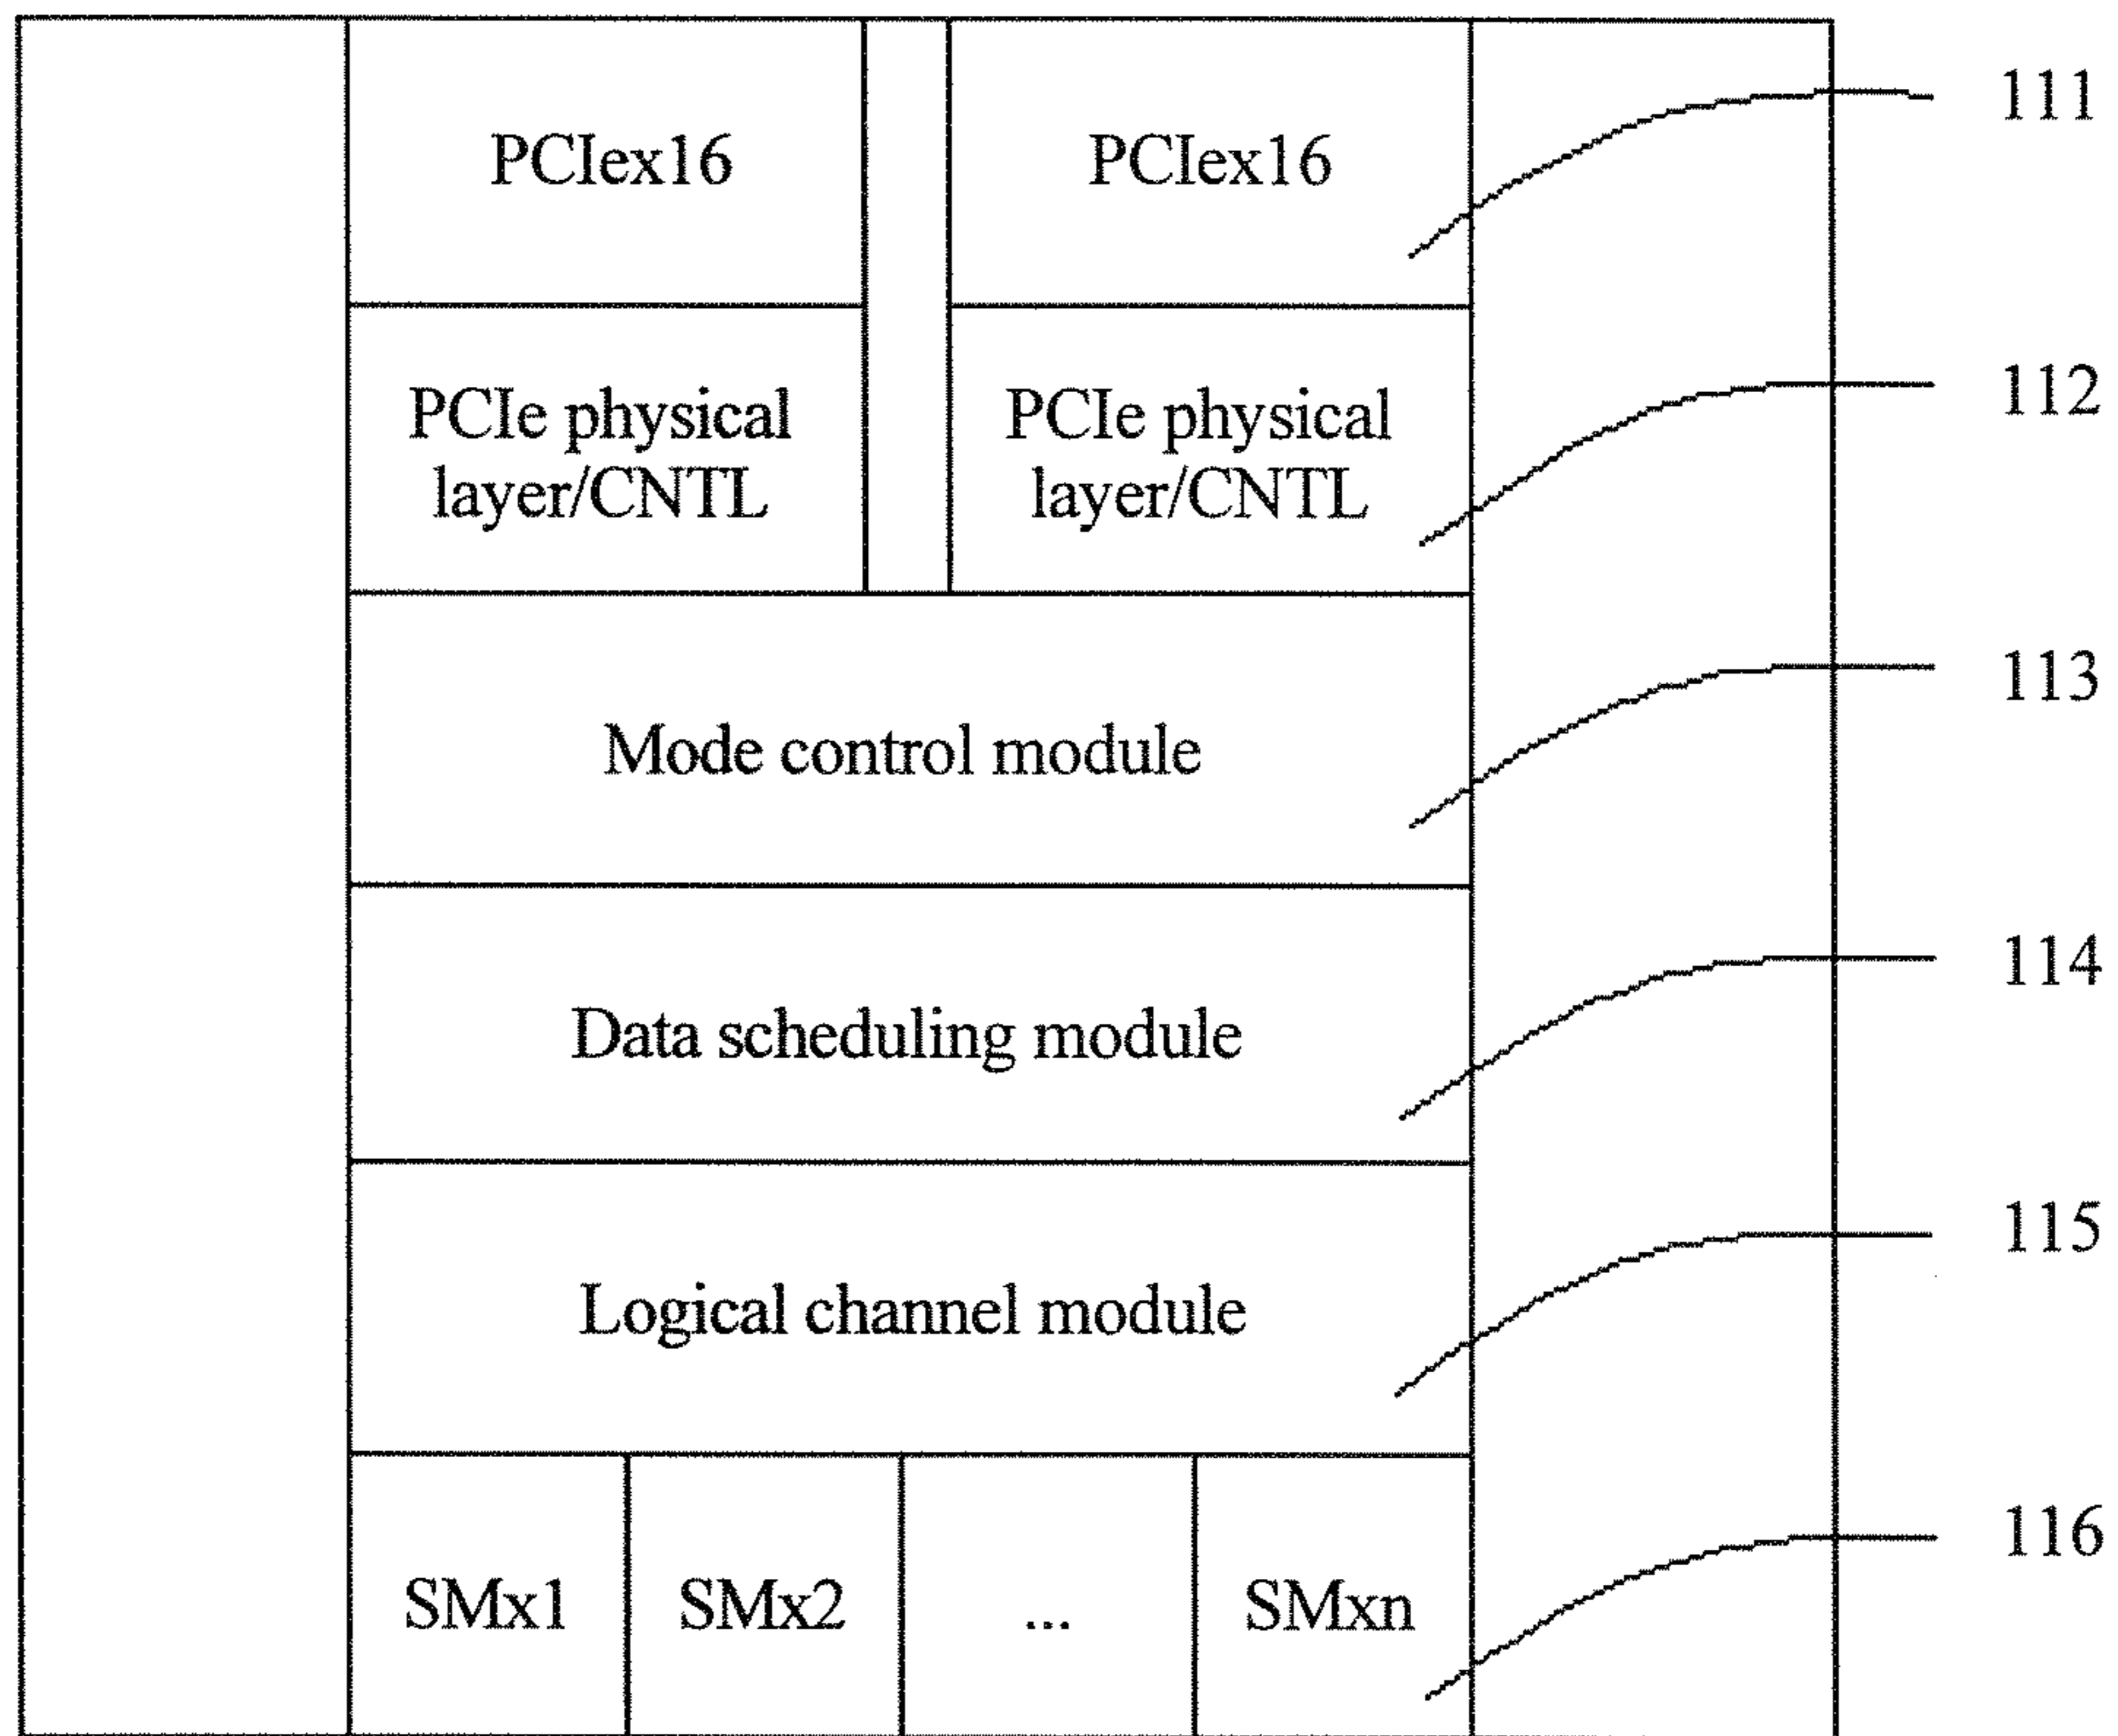 PCIex16 PCIex16 111
PCIe physical PCIe physical 112
layer/CNTL layer/CNTL
Mode control module 113
Data scheduling module 114
Logical channel module 115
SMx1 SMx2 ... SMxn 116